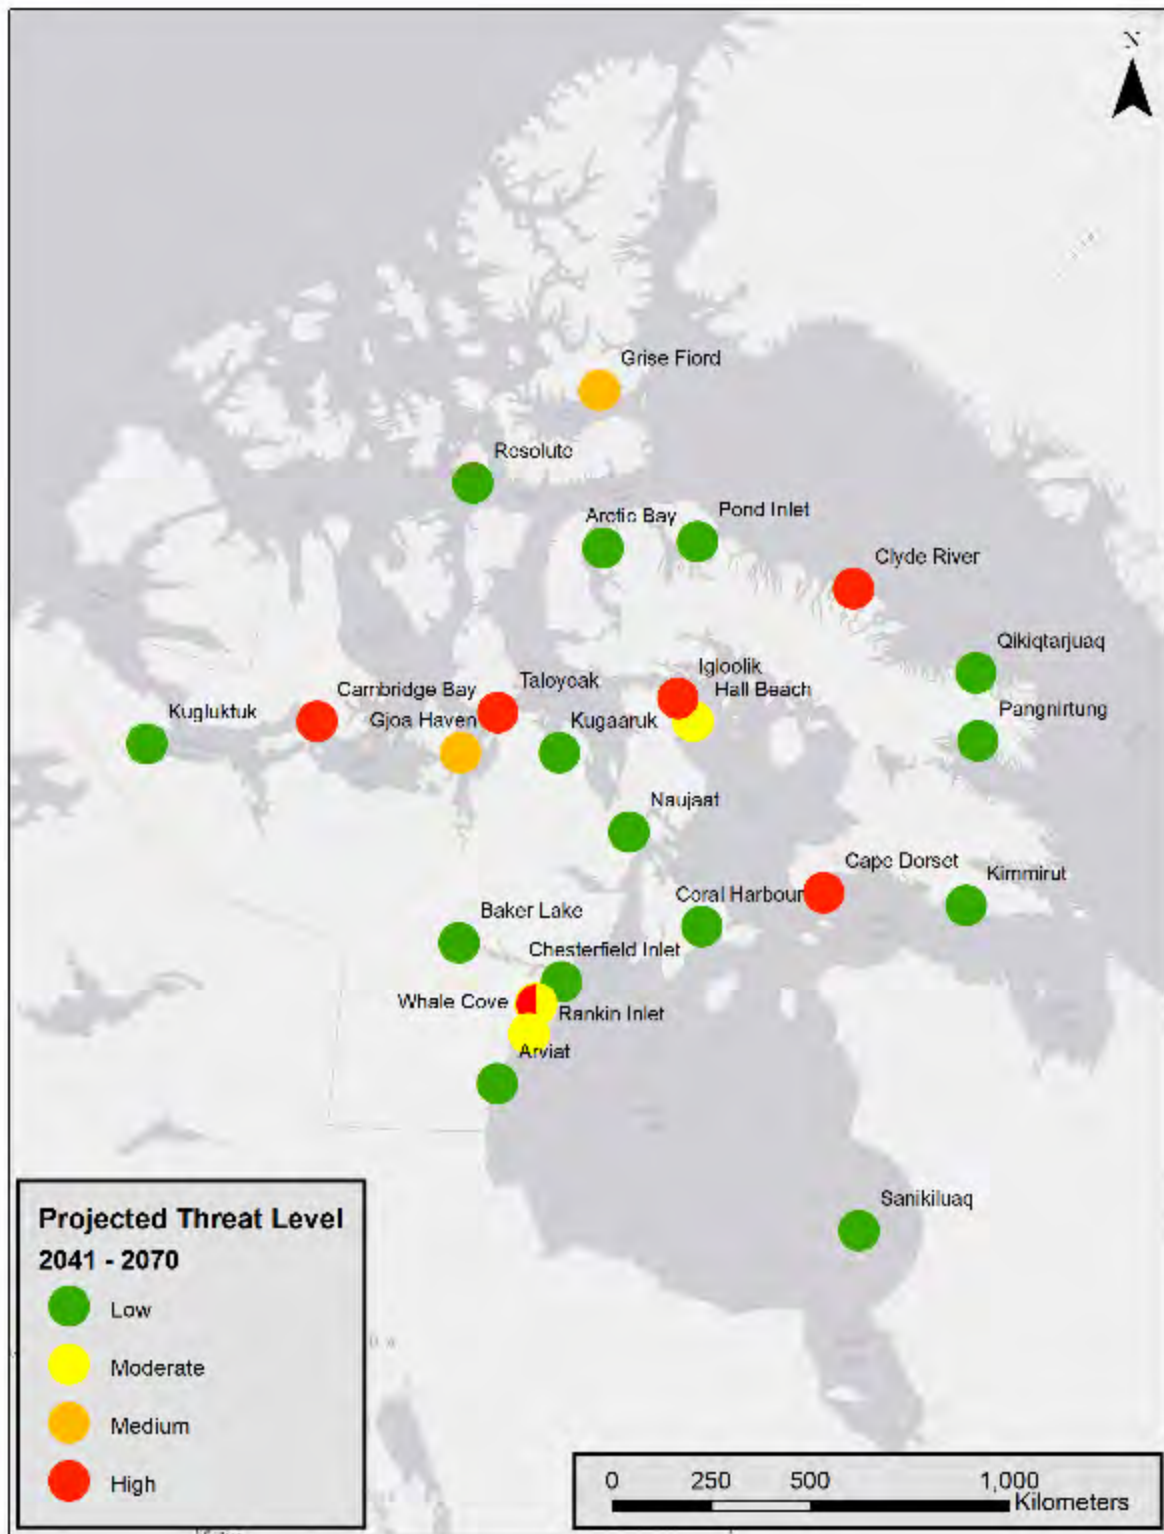 N
Grise Fiord
Resolute
Arctic Bay
Pond Inlet
Clyde River
Qikiqtarjuaq
Igloolik
Hall Beach
Taloyoak
Cambridge Bay
Pangnirtung
Kugluktuk
Gjoa Haven
Kugaaruk
Naujaat
Cape Dorset
Kimmirut
Coral Harbour
Baker Lake
Chesterfield Inlet
Whale Cove
Rankin Inlet
Arviat
Sanikiluaq
Projected Threat Level
2041 - 2070
Low
Moderate
Medium
High
0 250 500 1,000
Kilometers